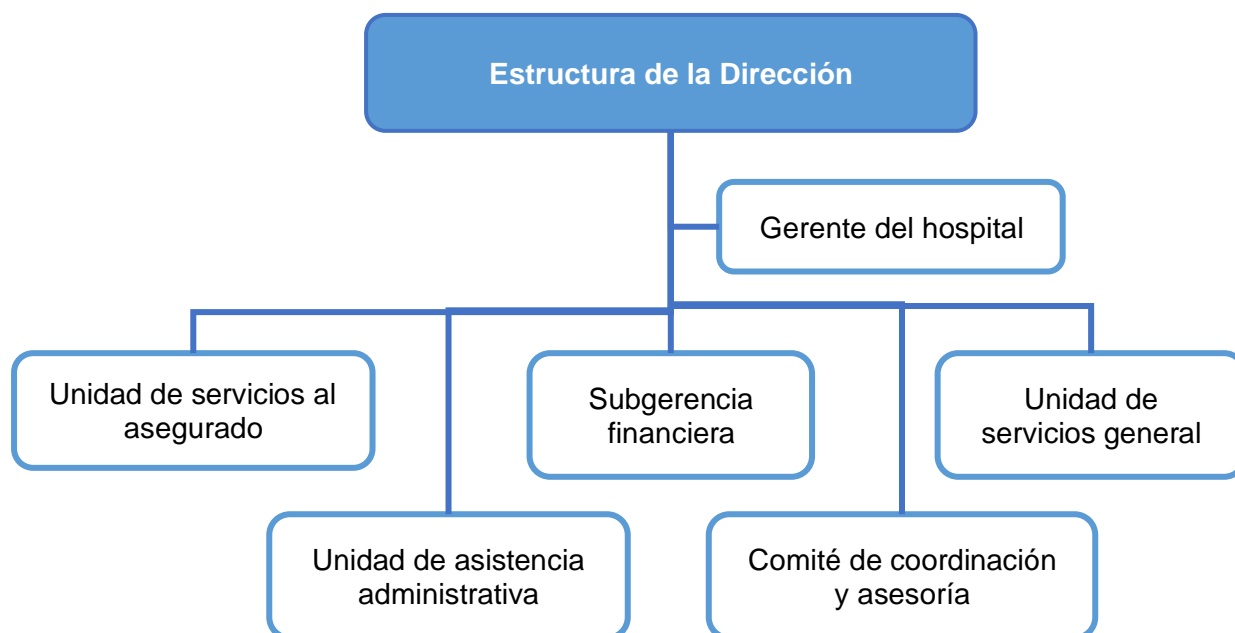 Estructura de la Dirección
Gerente del hospital
Unidad de servicios al
asegurado
Subgerencia
financiera
Unidad de
servicios general
Unidad de asistencia
administrativa
Comité de coordinación
y asesoría